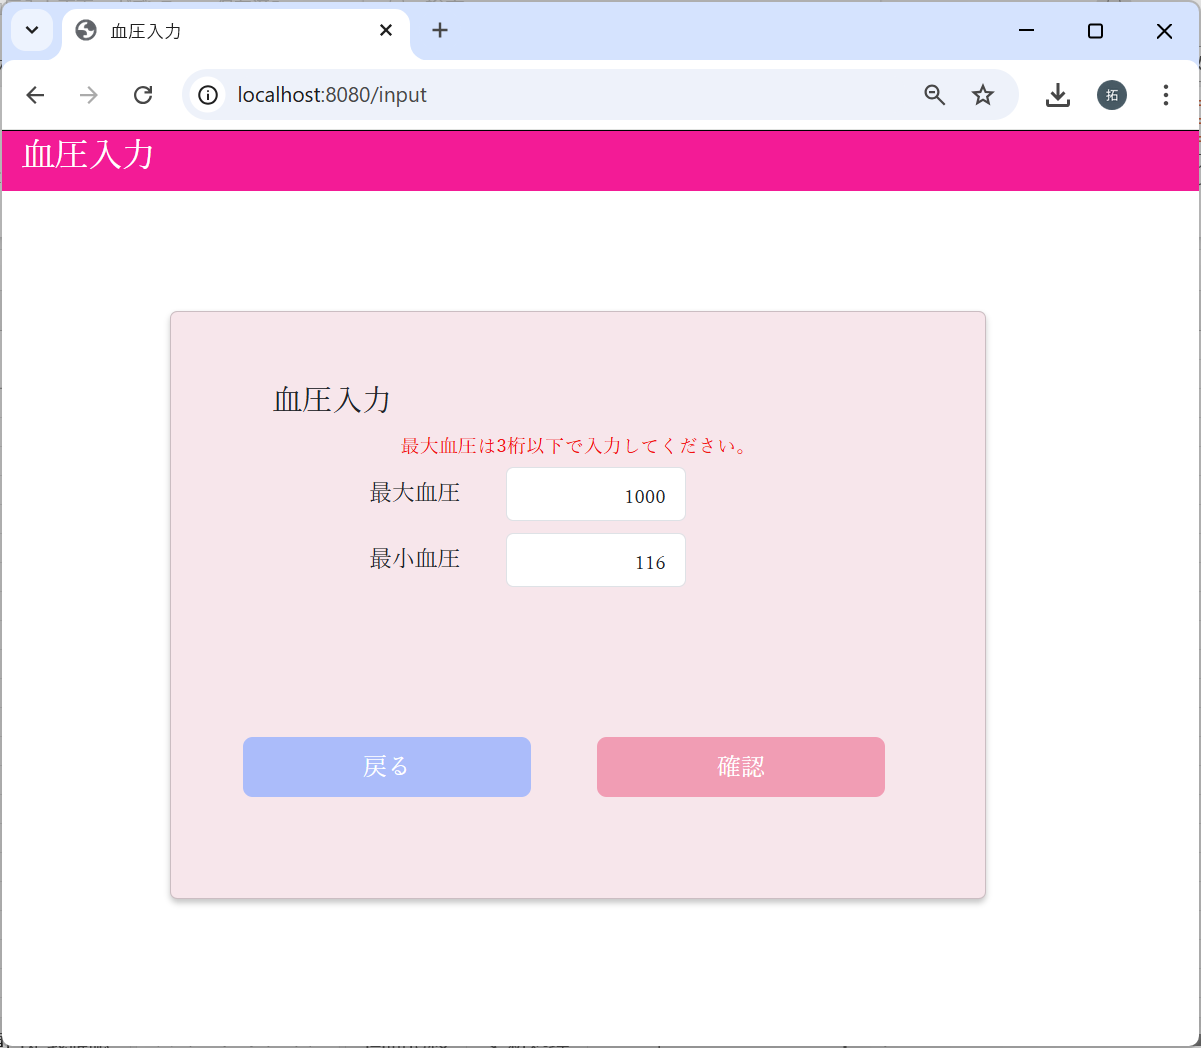 血圧入力
localhost:8080/input
拓
血圧入力
血圧入力
最大血圧は3桁以下で入力してください。
最大血圧 1000
最小血圧 116
戻る 確認